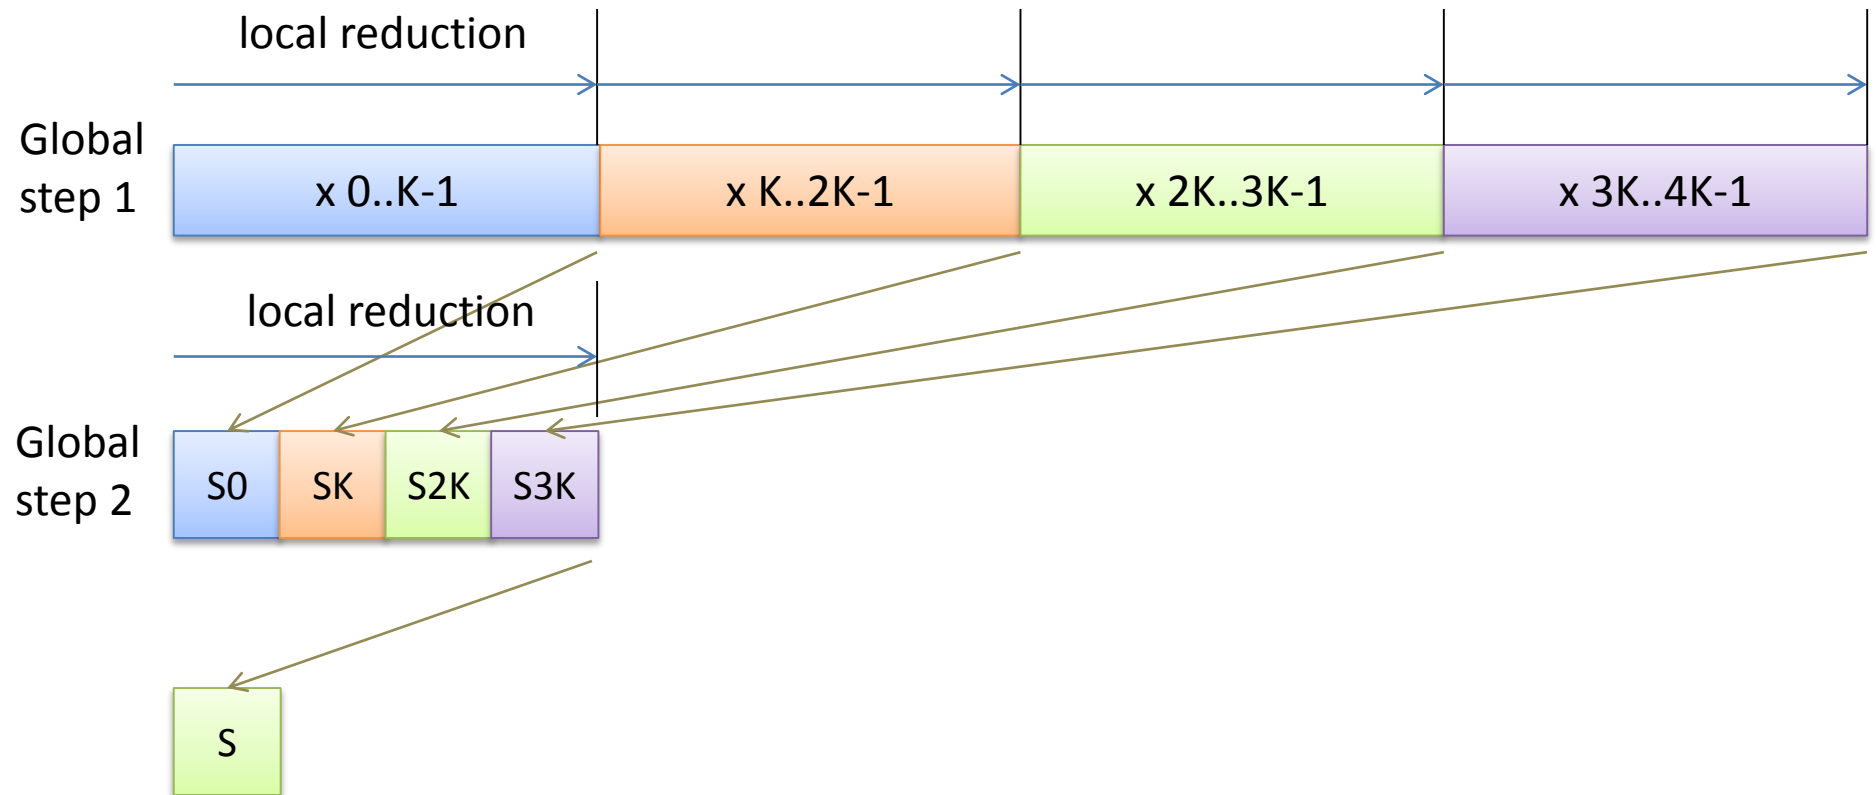 local reduction
Global
step 1
x 0..K-1
x K..2K-1
x 2K..3K-1
x 3K..4K-1
local reduction
Global
step 2
S0
SK
S2K
S3K
S